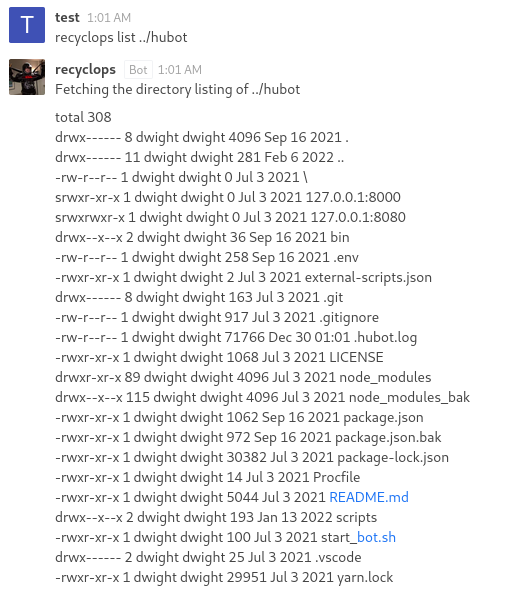 T
test 1:01 AM
recyclops list ../hubot
recyclops Bot 1:01 AM
Fetching the directory listing of ../hubot
total 308
drwx------ 8 dwight dwight 4096 Sep 16 2021 .
drwx------ 11 dwight dwight 281 Feb 6 2022 ..
-rw-r--r-- 1 dwight dwight 0 Jul 3 2021 \
srwxr-xr-x 1 dwight dwight 0 Jul 3 2021 127.0.0.1:8000
srwxrwxr-x 1 dwight dwight 0 Jul 3 2021 127.0.0.1:8080
drwx--x--x 2 dwight dwight 36 Sep 16 2021 bin
-rw-r--r-- 1 dwight dwight 258 Sep 16 2021 .env
-rwxr-xr-x 1 dwight dwight 2 Jul 3 2021 external-scripts.json
drwx------ 8 dwight dwight 163 Jul 3 2021 .git
-rw-r--r-- 1 dwight dwight 917 Jul 3 2021 .gitignore
-rw-r--r-- 1 dwight dwight 71766 Dec 30 01:01 .hubot.log
-rwxr-xr-x 1 dwight dwight 1068 Jul 3 2021 LICENSE
drwxr-xr-x 89 dwight dwight 4096 Jul 3 2021 node_modules
drwx--x--x 115 dwight dwight 4096 Jul 3 2021 node_modules_bak
-rwxr-xr-x 1 dwight dwight 1062 Sep 16 2021 package.json
-rwxr-xr-x 1 dwight dwight 972 Sep 16 2021 package.json.bak
-rwxr-xr-x 1 dwight dwight 30382 Jul 3 2021 package-lock.json
-rwxr-xr-x 1 dwight dwight 14 Jul 3 2021 Procfile
-rwxr-xr-x 1 dwight dwight 5044 Jul 3 2021 README.md
drwx--x--x 2 dwight dwight 193 Jan 13 2022 scripts
-rwxr-xr-x 1 dwight dwight 100 Jul 3 2021 start_bot.sh
drwx------ 2 dwight dwight 25 Jul 3 2021 .vscode
-rwxr-xr-x 1 dwight dwight 29951 Jul 3 2021 yarn.lock